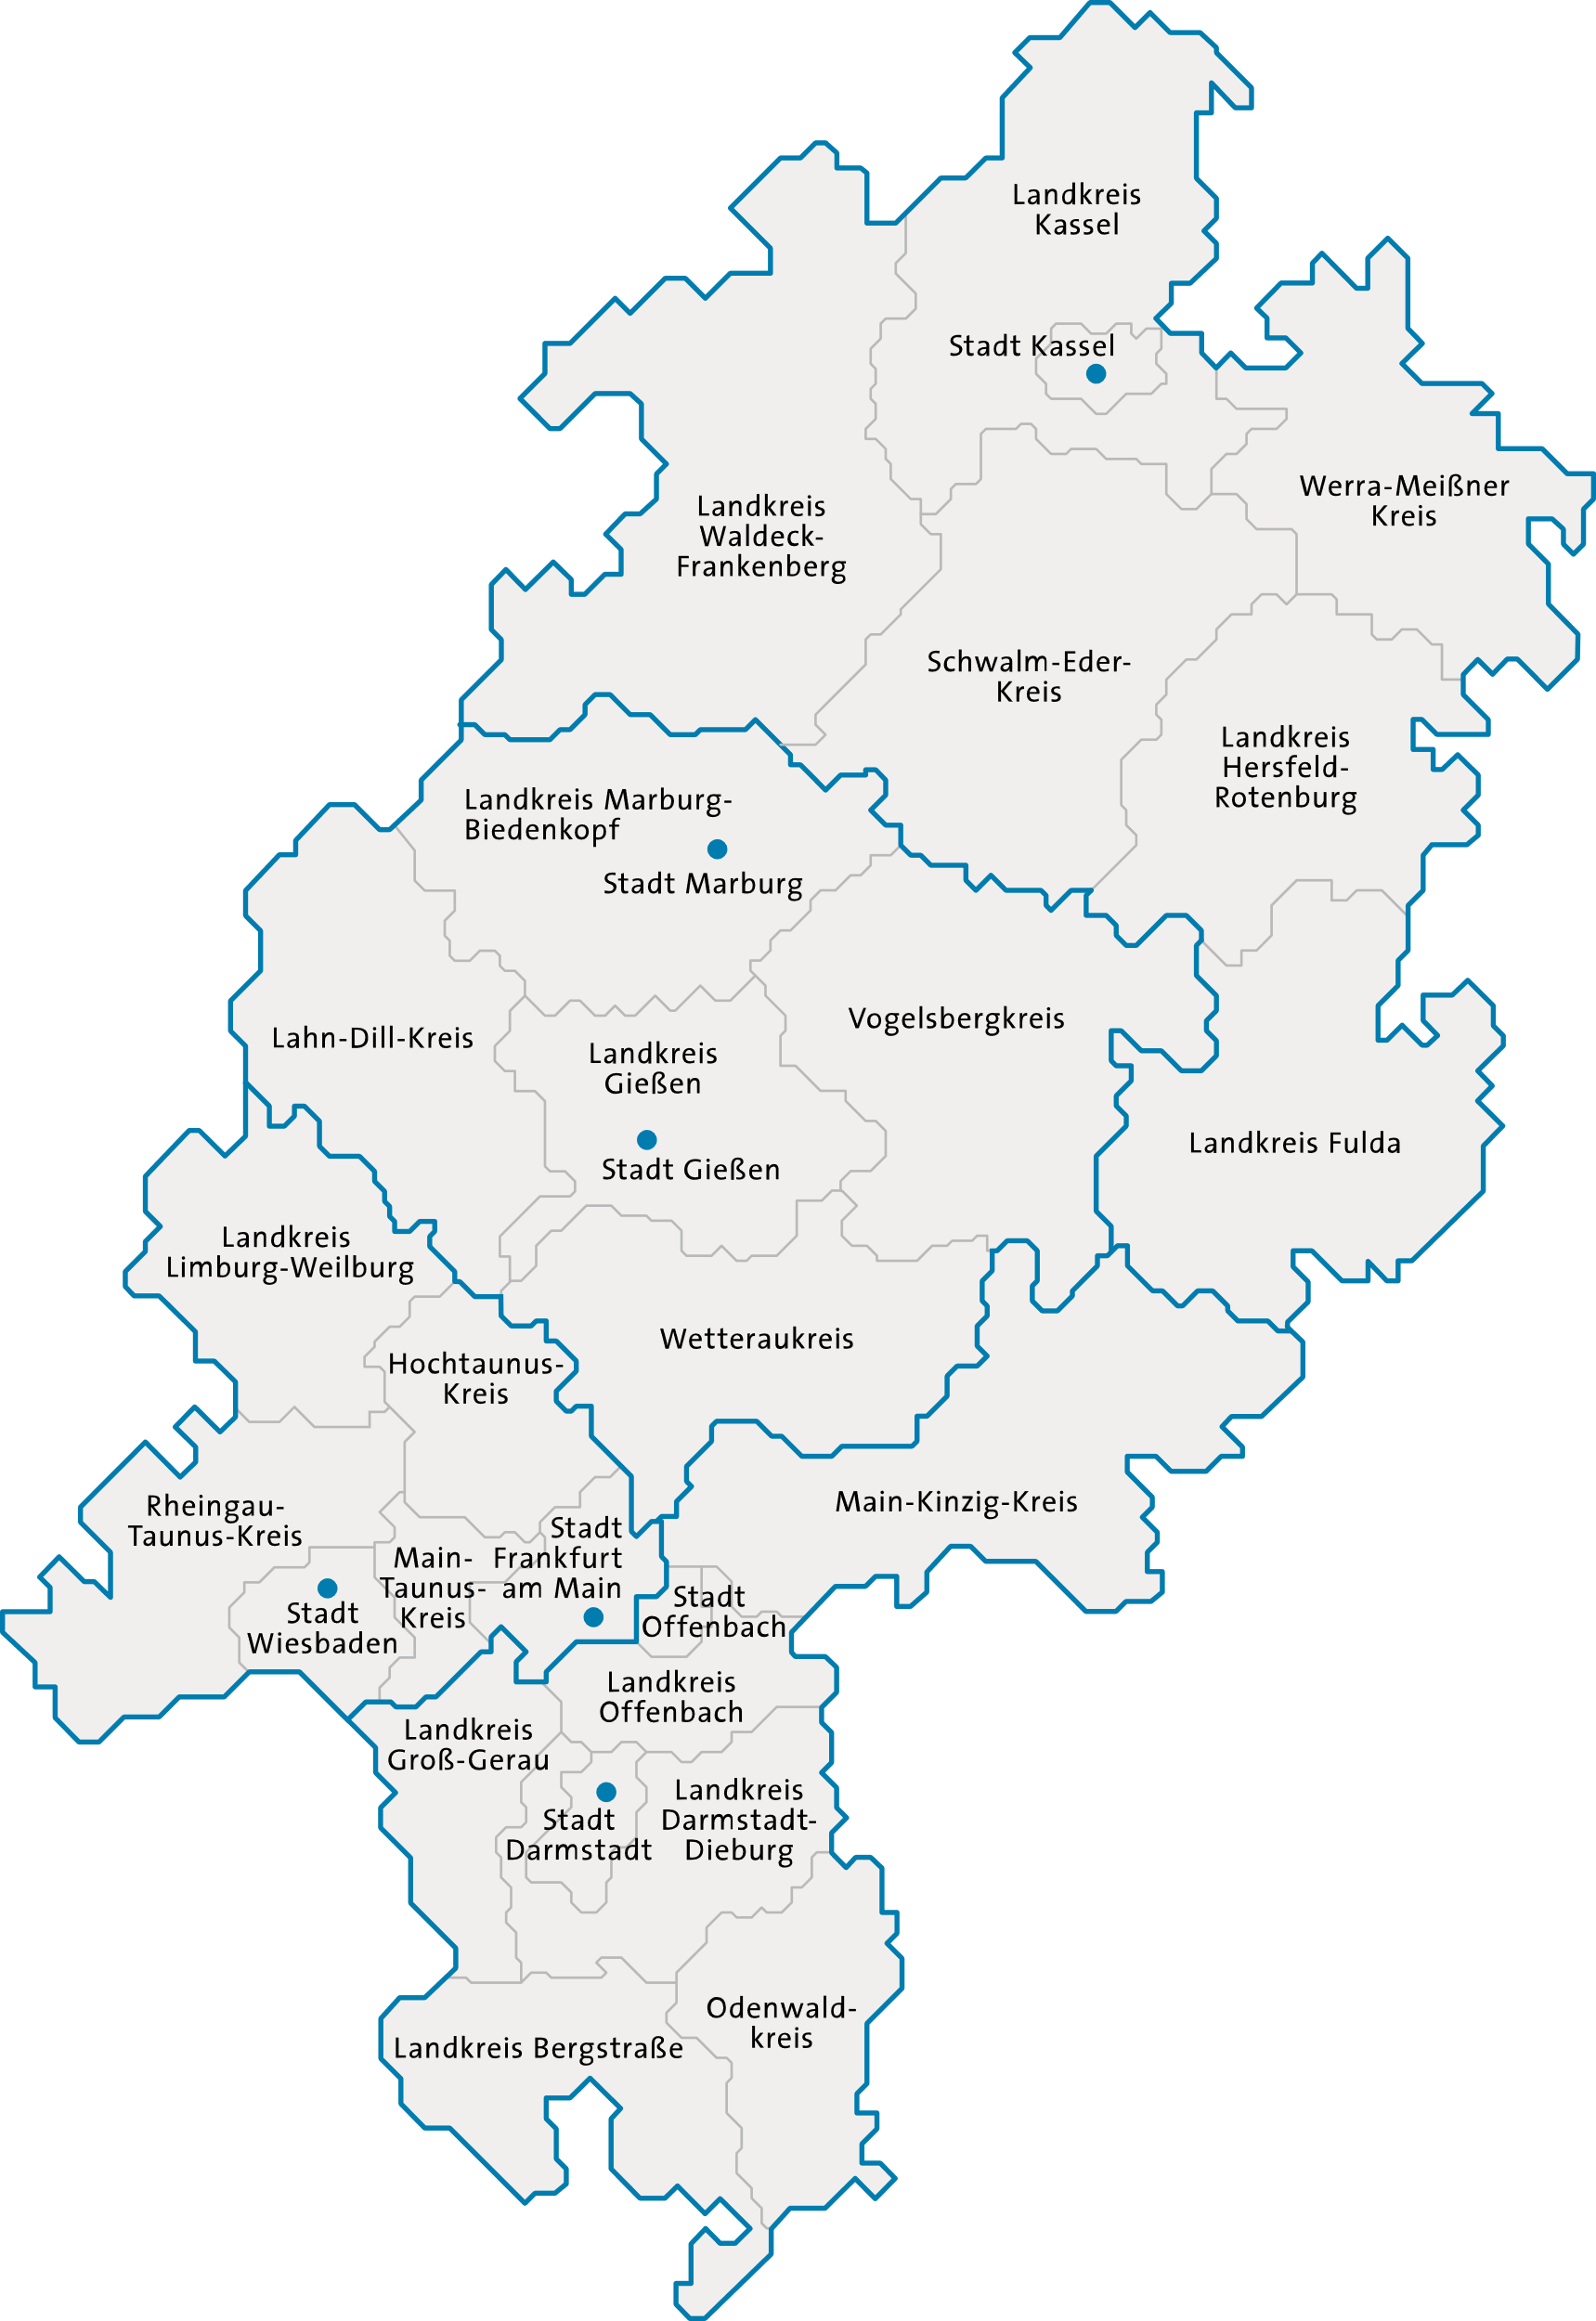 Landkreis
Kassel
Stadt Kassel
Werra-Meißner
Kreis
Landkreis
Waldeck-
Frankenberg
Schwalm-Eder-
Kreis
Landkreis
Hersfeld-
Rotenburg
Landkreis Marburg-
Biedenkopf
Stadt Marburg
Lahn-Dill-Kreis
Landkreis
Gießen
Stadt Gießen
Vogelsbergkreis
Landkreis Fulda
Landkreis
Limburg-Weilburg
Hochtaunus-
Kreis
Wetteraukreis
Main-Kinzig-Kreis
Rheingau-
Taunus-Kreis
Stadt
Wiesbaden
Main-
Taunus-
Kreis
Stadt
Frankfurt
am Main
Stadt
Offenbach
Landkreis
Offenbach
Landkreis
Groß-Gerau
Stadt
Darmstadt
Landkreis
Darmstadt-
Dieburg
Odenwald-
kreis
Landkreis Bergstraße